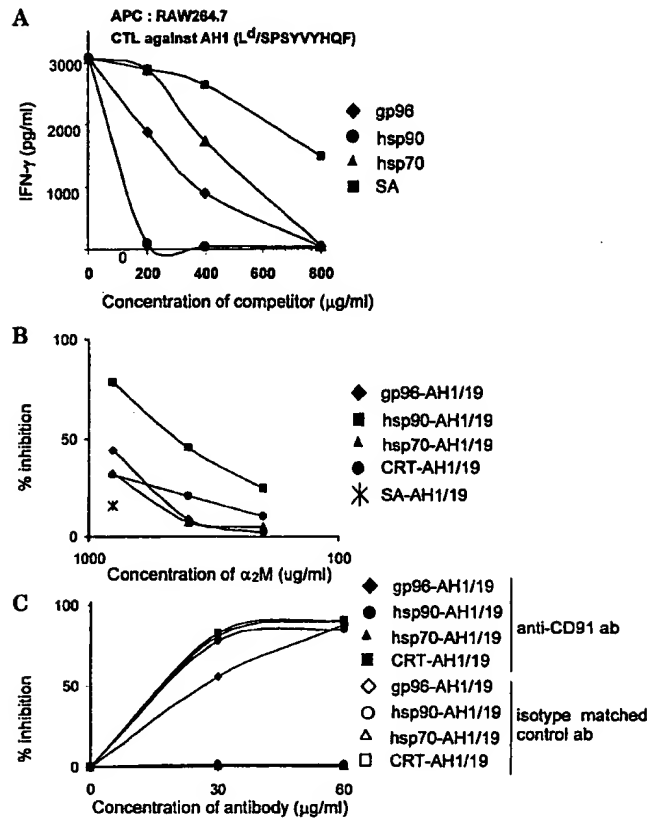 A
APC : RAW264.7
CTL against AH1 (Lᵈ/SPSYVYHQF)
3000
2000
1000
IFN-γ (pg/ml)
0
0 200 400 600 800
Concentration of competitor (μg/ml)
gp96
hsp90
hsp70
SA
B
100
50
0
% inhibition
1000 100
Concentration of α₂M (ug/ml)
gp96-AH1/19
hsp90-AH1/19
hsp70-AH1/19
CRT-AH1/19
SA-AH1/19
C
100
50
0
% inhibition
0 30 60
Concentration of antibody (μg/ml)
gp96-AH1/19
hsp90-AH1/19
hsp70-AH1/19
CRT-AH1/19
anti-CD91 ab
gp96-AH1/19
hsp90-AH1/19
hsp70-AH1/19
CRT-AH1/19
isotype matched
control ab